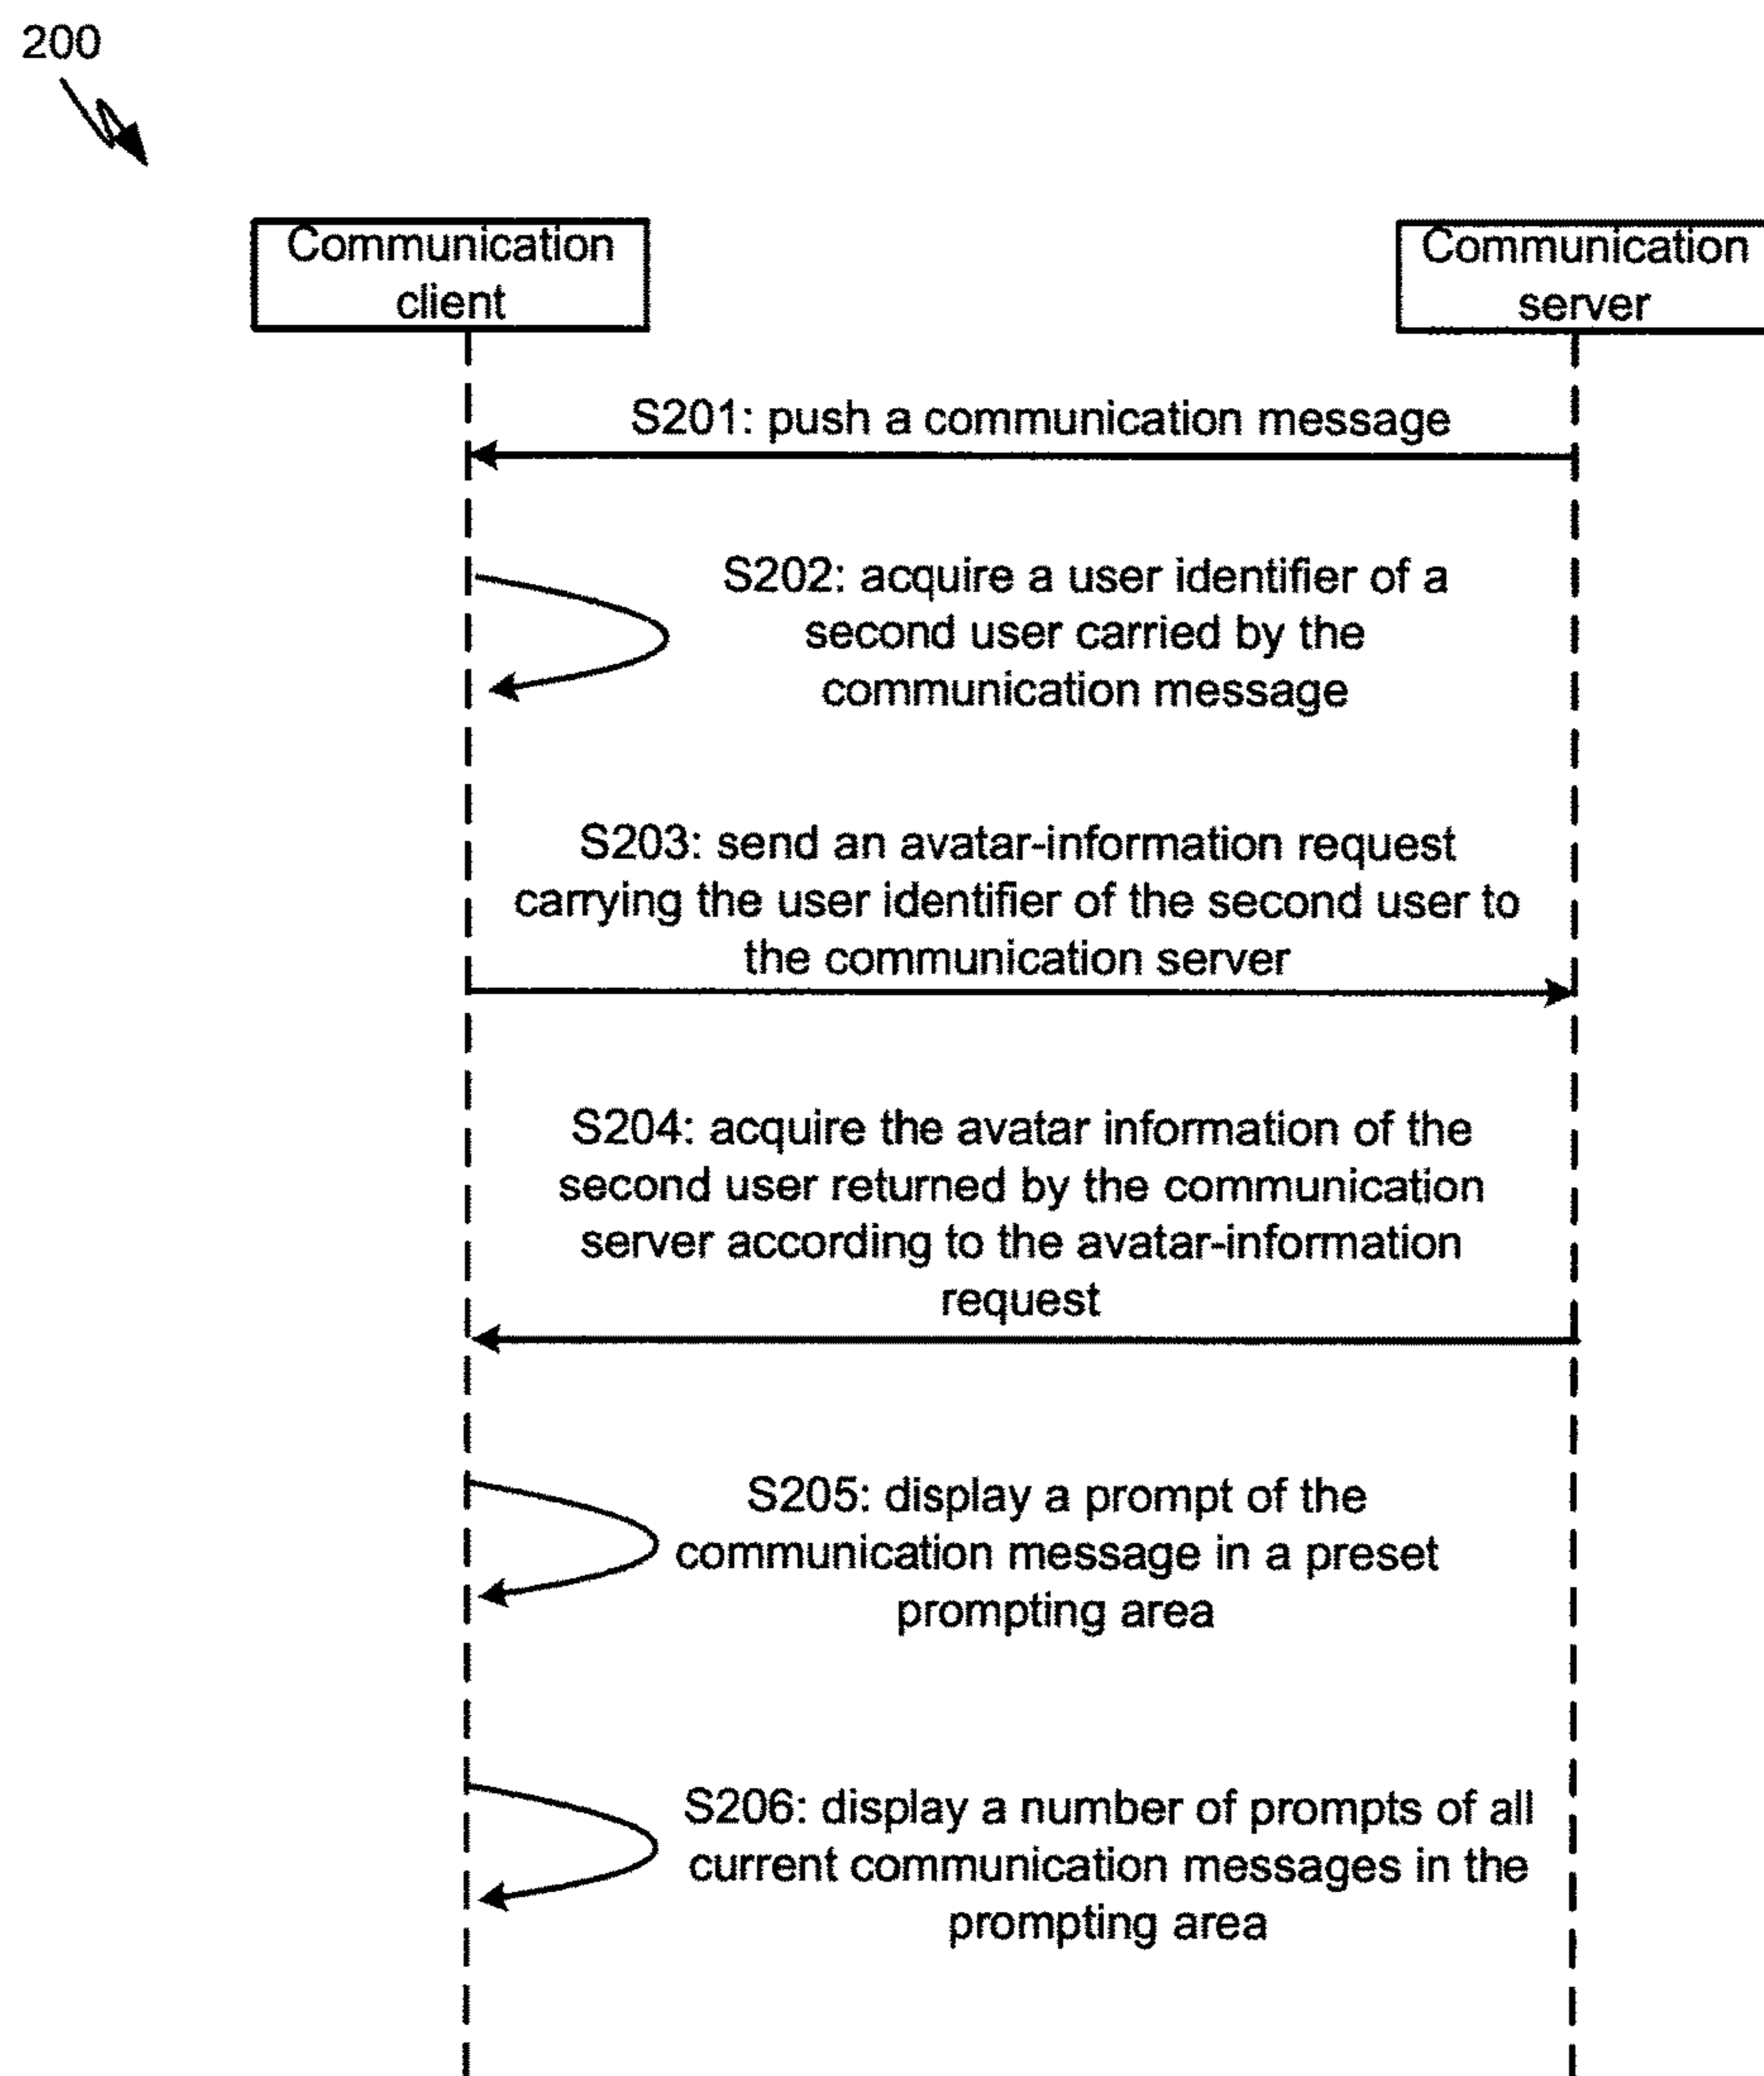 200
Communication
client
Communication
server
S201: push a communication message
S202: acquire a user identifier of a
second user carried by the
communication message
S203: send an avatar-information request
carrying the user identifier of the second user to
the communication server
S204: acquire the avatar information of the
second user returned by the communication
server according to the avatar-information
request
S205: display a prompt of the
communication message in a preset
prompting area
S206: display a number of prompts of all
current communication messages in the
prompting area